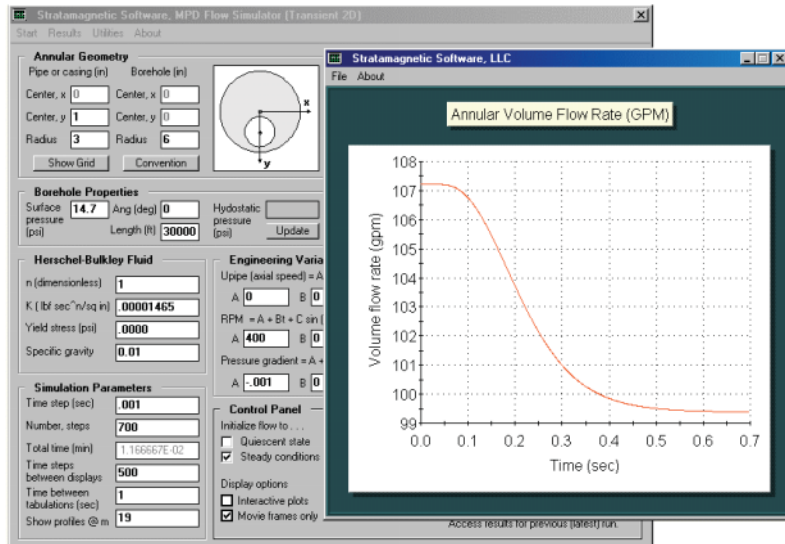 Stratamagnetic Software, MPD Flow Simulator (Transient 2D)
Start Results Utilities About
Annular Geometry
Pipe or casing (in) Borehole (in)
Center, x 0 Center, x 0
Center, y 1 Center, y 0
Radius 3 Radius 6
Show Grid Convention
x
y
Borehole Properties
Surface pressure (psi) 14.7 Ang (deg) 0
Length (ft) 30000
Hydostatic pressure (psi) Update
Herschel-Bulkley Fluid
n (dimensionless) 1
K ( lbf sec^n/sq in) .00001465
Yield stress (psi) .0000
Specific gravity 0.01
Engineering Varia
Upipe (axial speed) = A
A 0 B 0
RPM = A + Bt + C sin (
A 400 B 0
Pressure gradient = A +
A -.001 B 0
Simulation Parameters
Time step (sec) .001
Number, steps 700
Total time (min) 1.166667E-02
Time steps between displays 500
Time between tabulations (sec) 1
Show profiles @ m 19
Control Panel
Initialize flow to . . .
Quiescent state
Steady conditions
Display options
Interactive plots
Movie frames only
Access results for previous (latest) run.
Stratamagnetic Software, LLC
File About
Annular Volume Flow Rate (GPM)
Volume flow rate (gpm)
108
107
106
105
104
103
102
101
100
99
0.0 0.1 0.2 0.3 0.4 0.5 0.6 0.7
Time (sec)